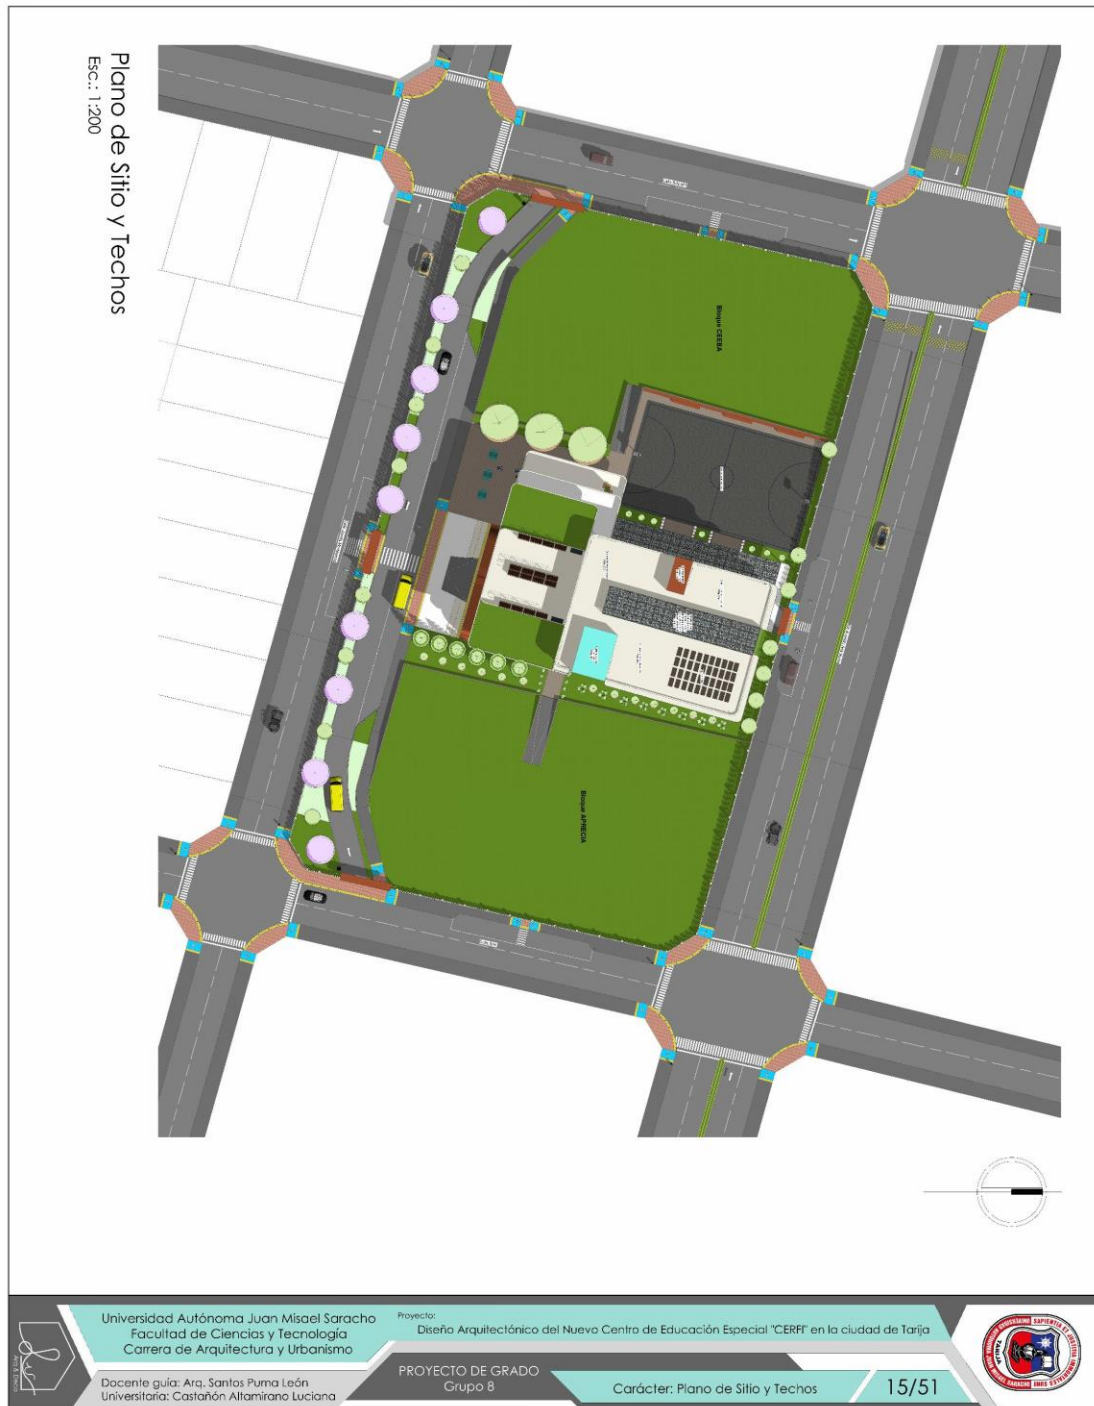 Plano de Sitio y Techos
Esc.: 1:200
Bloque CEEBA
Bloque APRECIA
Universidad Autónoma Juan Misael Saracho
Facultad de Ciencias y Tecnología
Carrera de Arquitectura y Urbanismo
Docente guía: Arq. Santos Puma León
Universitaria: Castañón Altamirano Luciana
Proyecto:
Diseño Arquitectónico del Nuevo Centro de Educación Especial "CERFI" en la ciudad de Tarija
PROYECTO DE GRADO
Grupo 8
Carácter: Plano de Sitio y Techos
15/51